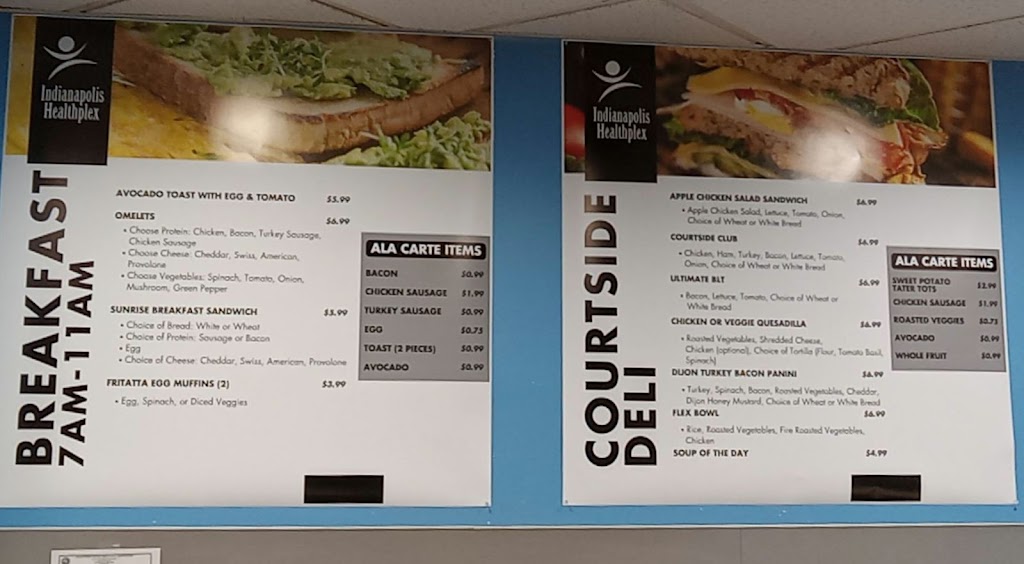 Indianapolis
Healthplex
BREAKFAST
7AM-11AM
AVOCADO TOAST WITH EGG & TOMATO $5.99
OMELETS $6.99
• Choose Protein: Chicken, Bacon, Turkey Sausage,
Chicken Sausage
• Choose Cheese: Cheddar, Swiss, American,
Provolone
• Choose Vegetables: Spinach, Tomato, Onion,
Mushroom, Green Pepper
SUNRISE BREAKFAST SANDWICH $5.99
• Choice of Bread: White or Wheat
• Choice of Protein: Sausage or Bacon
• Egg
• Choice of Cheese: Cheddar, Swiss, American, Provolone
FRITATTA EGG MUFFINS (2) $3.99
• Egg, Spinach, or Diced Veggies
ALA CARTE ITEMS
BACON $0.99
CHICKEN SAUSAGE $1.99
TURKEY SAUSAGE $0.99
EGG $0.75
TOAST (2 PIECES) $0.99
AVOCADO $0.99
Indianapolis
Healthplex
COURTSIDE
DELI
APPLE CHICKEN SALAD SANDWICH $6.99
• Apple Chicken Salad, Lettuce, Tomato, Onion,
Choice of Wheat or White Bread
COURTSIDE CLUB $6.99
• Chicken, Ham, Turkey, Bacon, Lettuce, Tomato,
Onion, Choice of Wheat or White Bread
ULTIMATE BLT $6.99
• Bacon, Lettuce, Tomato, Choice of Wheat or
White Bread
CHICKEN OR VEGGIE QUESADILLA $6.99
• Roasted Vegetables, Shredded Cheese,
Chicken (optional), Choice of Tortilla (Flour, Tomato Basil,
Spinach)
DIJON TURKEY BACON PANINI $6.99
• Turkey, Spinach, Bacon, Roasted Vegetables, Cheddar,
Dijon Honey Mustard, Choice of Wheat or White Bread
FLEX BOWL $6.99
• Rice, Roasted Vegetables, Fire Roasted Vegetables,
Chicken
SOUP OF THE DAY $4.99
ALA CARTE ITEMS
SWEET POTATO
TATER TOTS $2.99
CHICKEN SAUSAGE $1.99
ROASTED VEGGIES $0.75
AVOCADO $0.99
WHOLE FRUIT $0.99